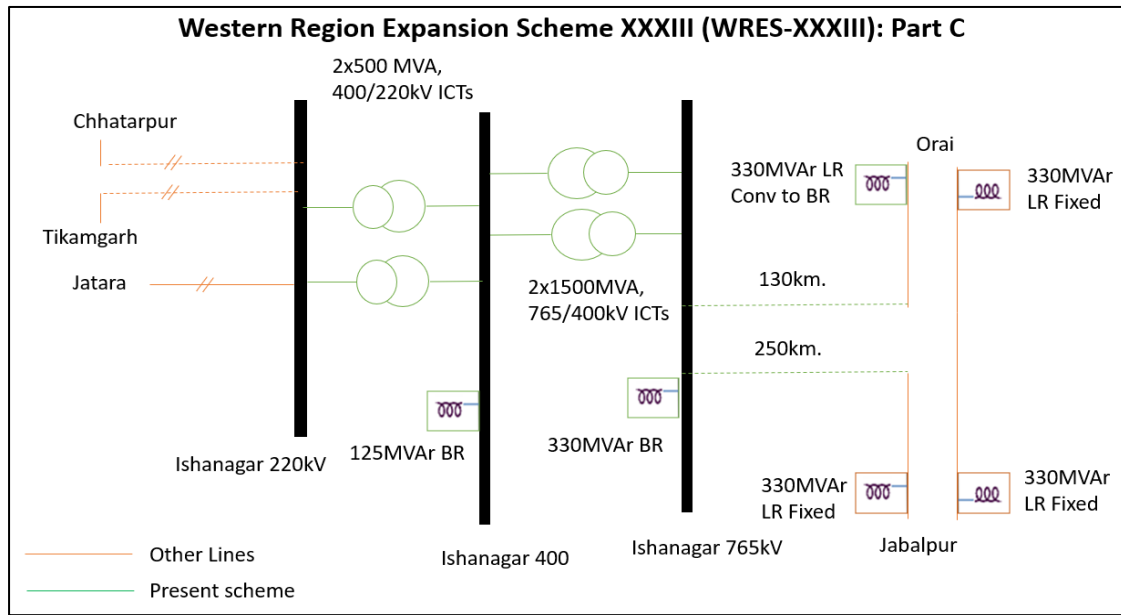 Western Region Expansion Scheme XXXIII (WRES-XXXIII): Part C
2x500 MVA,
400/220kV ICTs
Chhatarpur
Tikamgarh
Jatara
2x1500MVA,
765/400kV ICTs
330MVAr LR
Conv to BR
Orai
330MVAr
LR Fixed
130km.
250km.
125MVAr BR
330MVAr BR
330MVAr
LR Fixed
330MVAr
LR Fixed
Ishanagar 220kV
Ishanagar 400
Ishanagar 765kV
Jabalpur
Other Lines
Present scheme